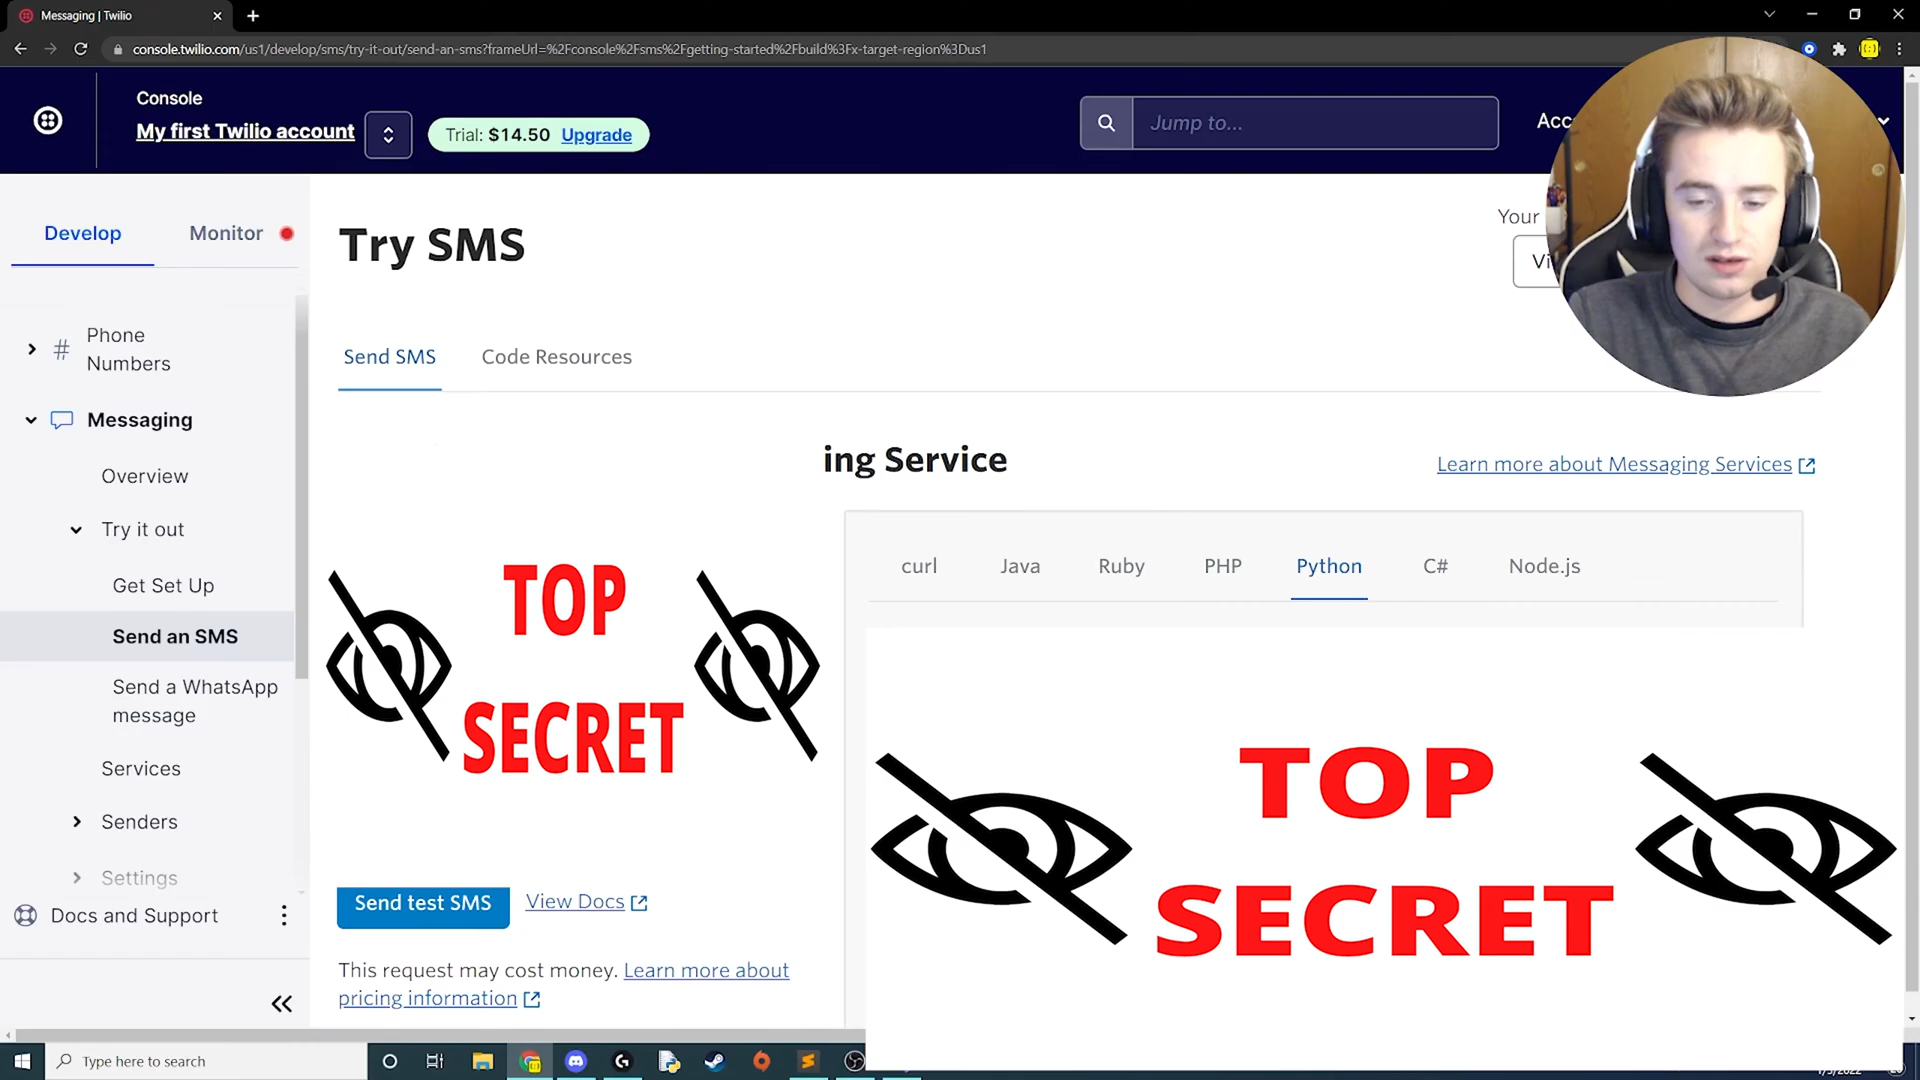 Messaging | Twilio
console.twilio.com/us1/develop/sms/try-it-out/send-an-sms?frameUrl=%2Fconsole%2Fsms%2Fgetting-started%2Fbuild%3Fx-target-region%3Dus1
Console
My first Twilio account
Trial: $14.50 Upgrade
Jump to...
Develop
Monitor
Try SMS
Your
Send SMS
Code Resources
Phone
Numbers
Messaging
Overview
Try it out
Get Set Up
Send an SMS
Send a WhatsApp
message
Services
Senders
Settings
Docs and Support
ing Service
Learn more about Messaging Services
curl
Java
Ruby
PHP
Python
C#
Node.js
TOP
SECRET
TOP
SECRET
Send test SMS
View Docs
This request may cost money. Learn more about
pricing information
Type here to search